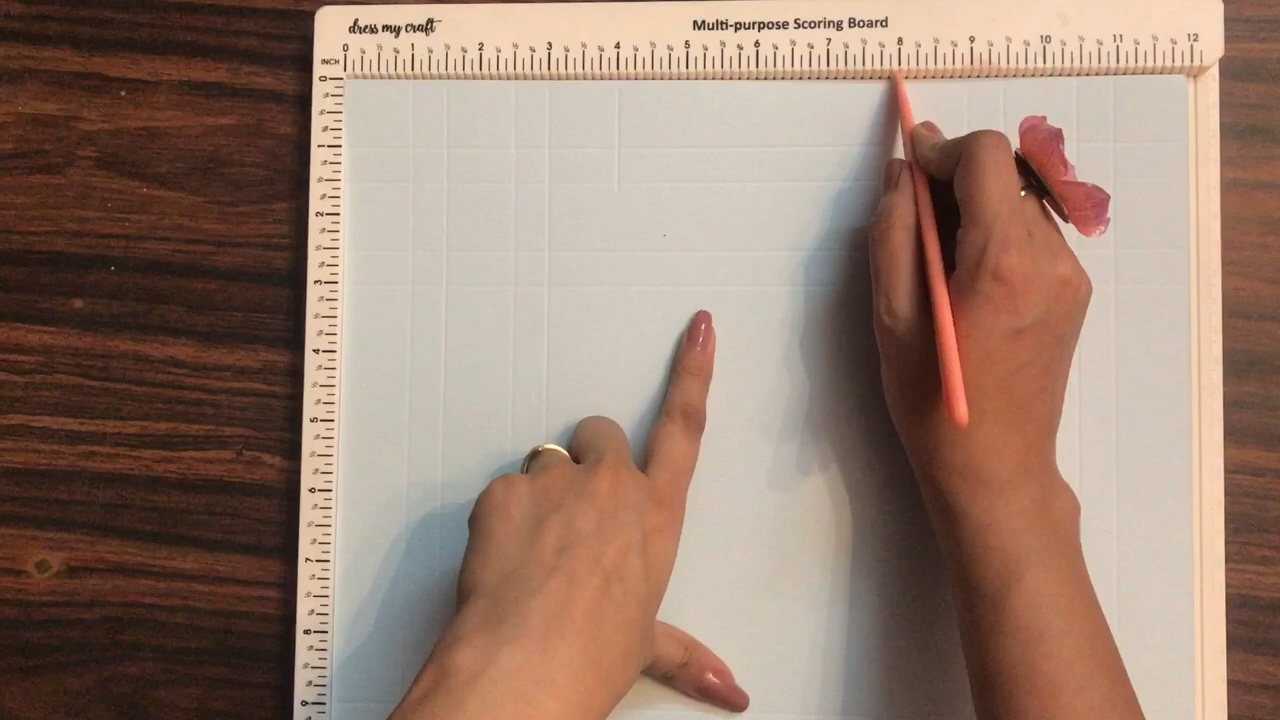 dress my craft
Multi-purpose Scoring Board
0 1 2 3 4 5 6 7 8 9 10 11 12
INCH
0
1
2
3
4
5
6
7
8
9